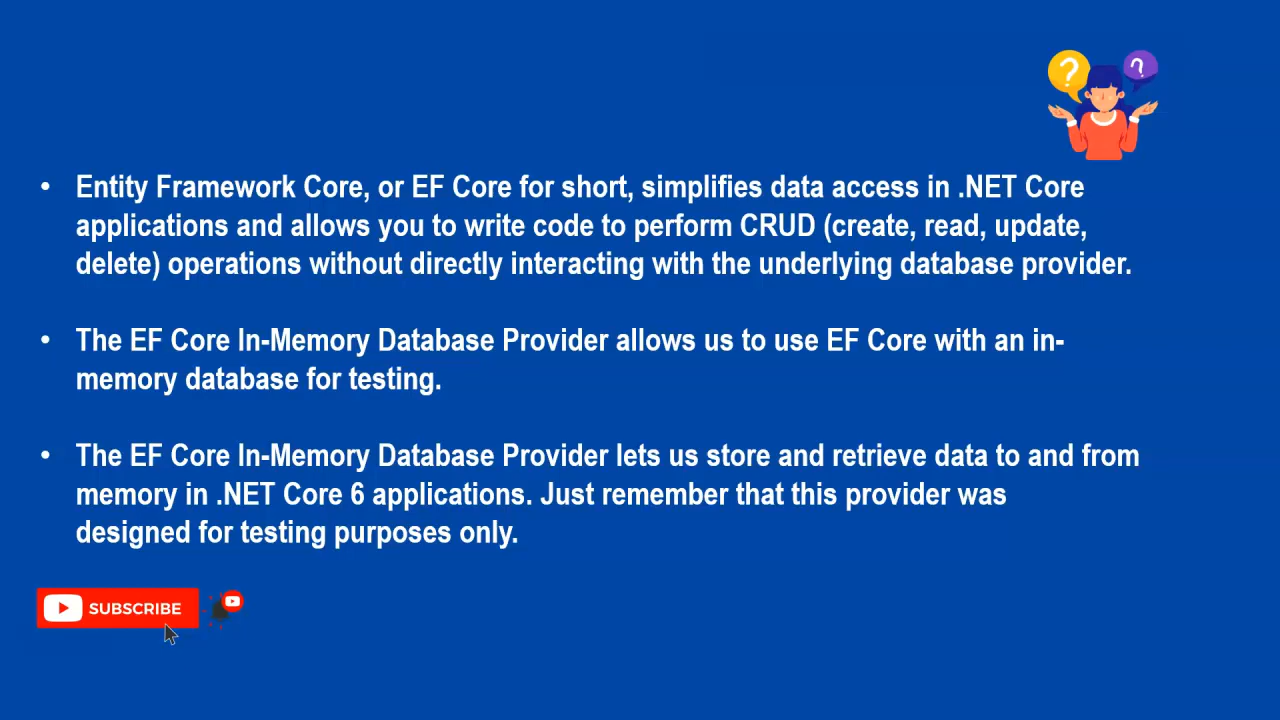 ? ?
• Entity Framework Core, or EF Core for short, simplifies data access in .NET Core
applications and allows you to write code to perform CRUD (create, read, update,
delete) operations without directly interacting with the underlying database provider.
• The EF Core In-Memory Database Provider allows us to use EF Core with an in-
memory database for testing.
• The EF Core In-Memory Database Provider lets us store and retrieve data to and from
memory in .NET Core 6 applications. Just remember that this provider was
designed for testing purposes only.
SUBSCRIBE